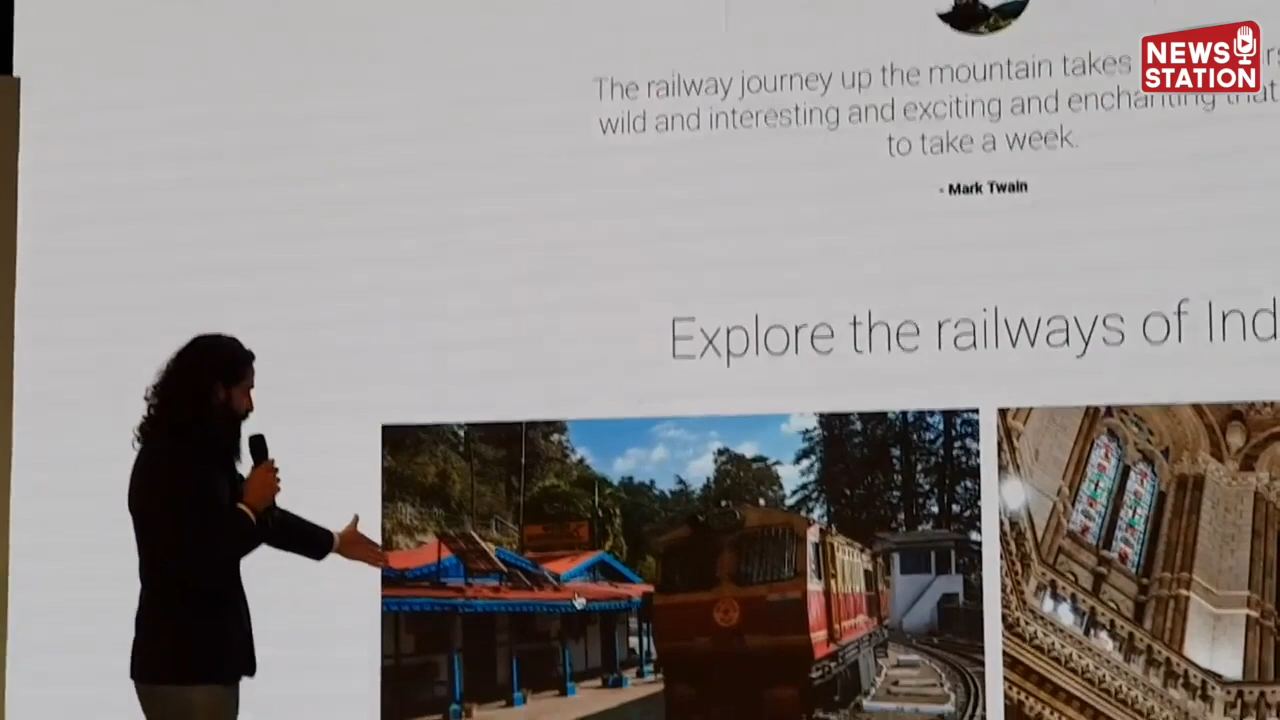 NEWS
STATION
The railway journey up the mountain takes
wild and interesting and exciting and enchanting that
to take a week.
- Mark Twain
Explore the railways of Ind